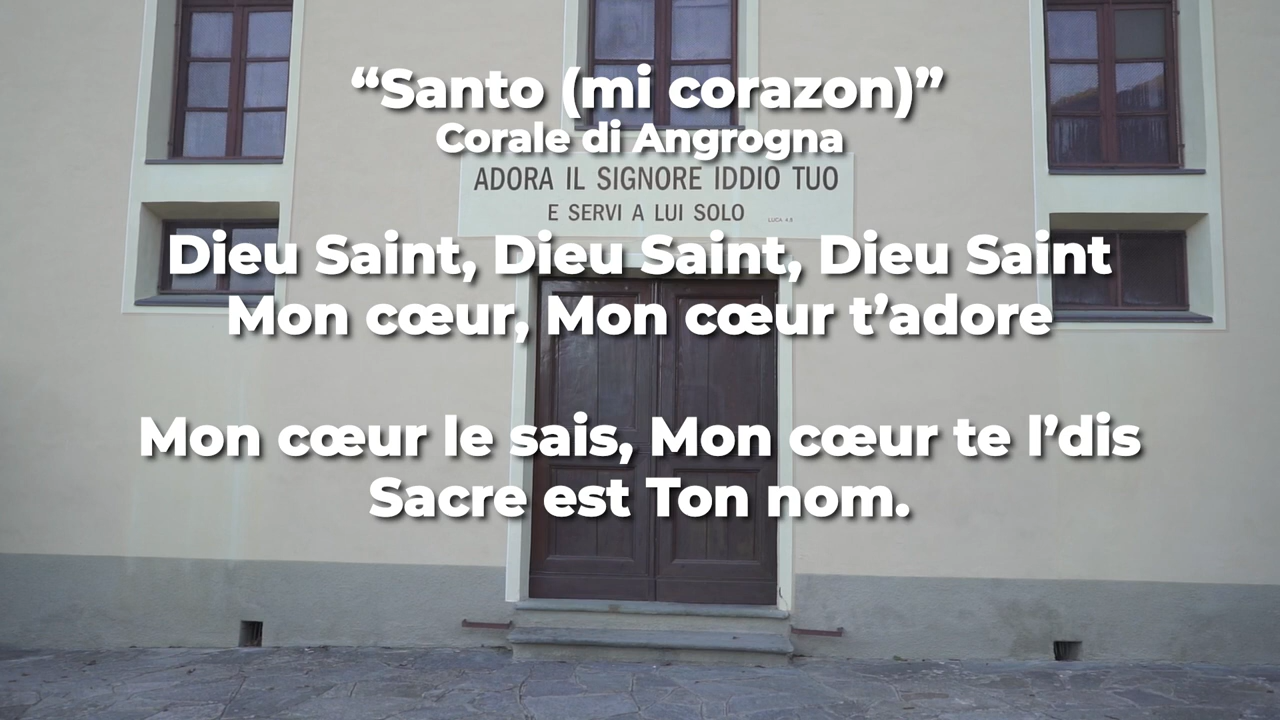 “Santo (mi corazon)”
Corale di Angrogna
ADORA IL SIGNORE IDDIO TUO
E SERVI A LUI SOLO
LUCA 4,8
Dieu Saint, Dieu Saint, Dieu Saint
Mon cœur, Mon cœur t’adore
Mon cœur le sais, Mon cœur te l’dis
Sacre est Ton nom.